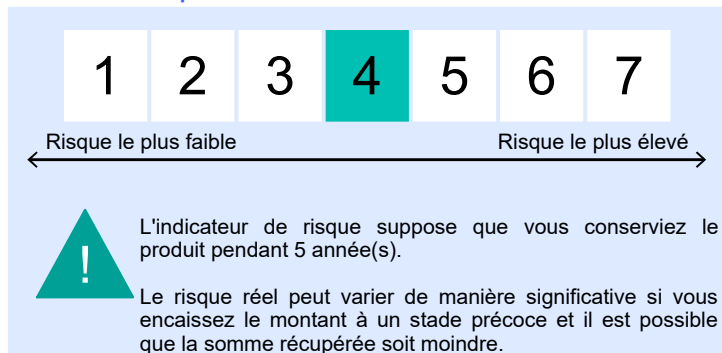 1 2 3 4 5 6 7
Risque le plus faible Risque le plus élevé
!
L'indicateur de risque suppose que vous conserviez le
produit pendant 5 année(s).
Le risque réel peut varier de manière significative si vous
encaissez le montant à un stade précoce et il est possible
que la somme récupérée soit moindre.